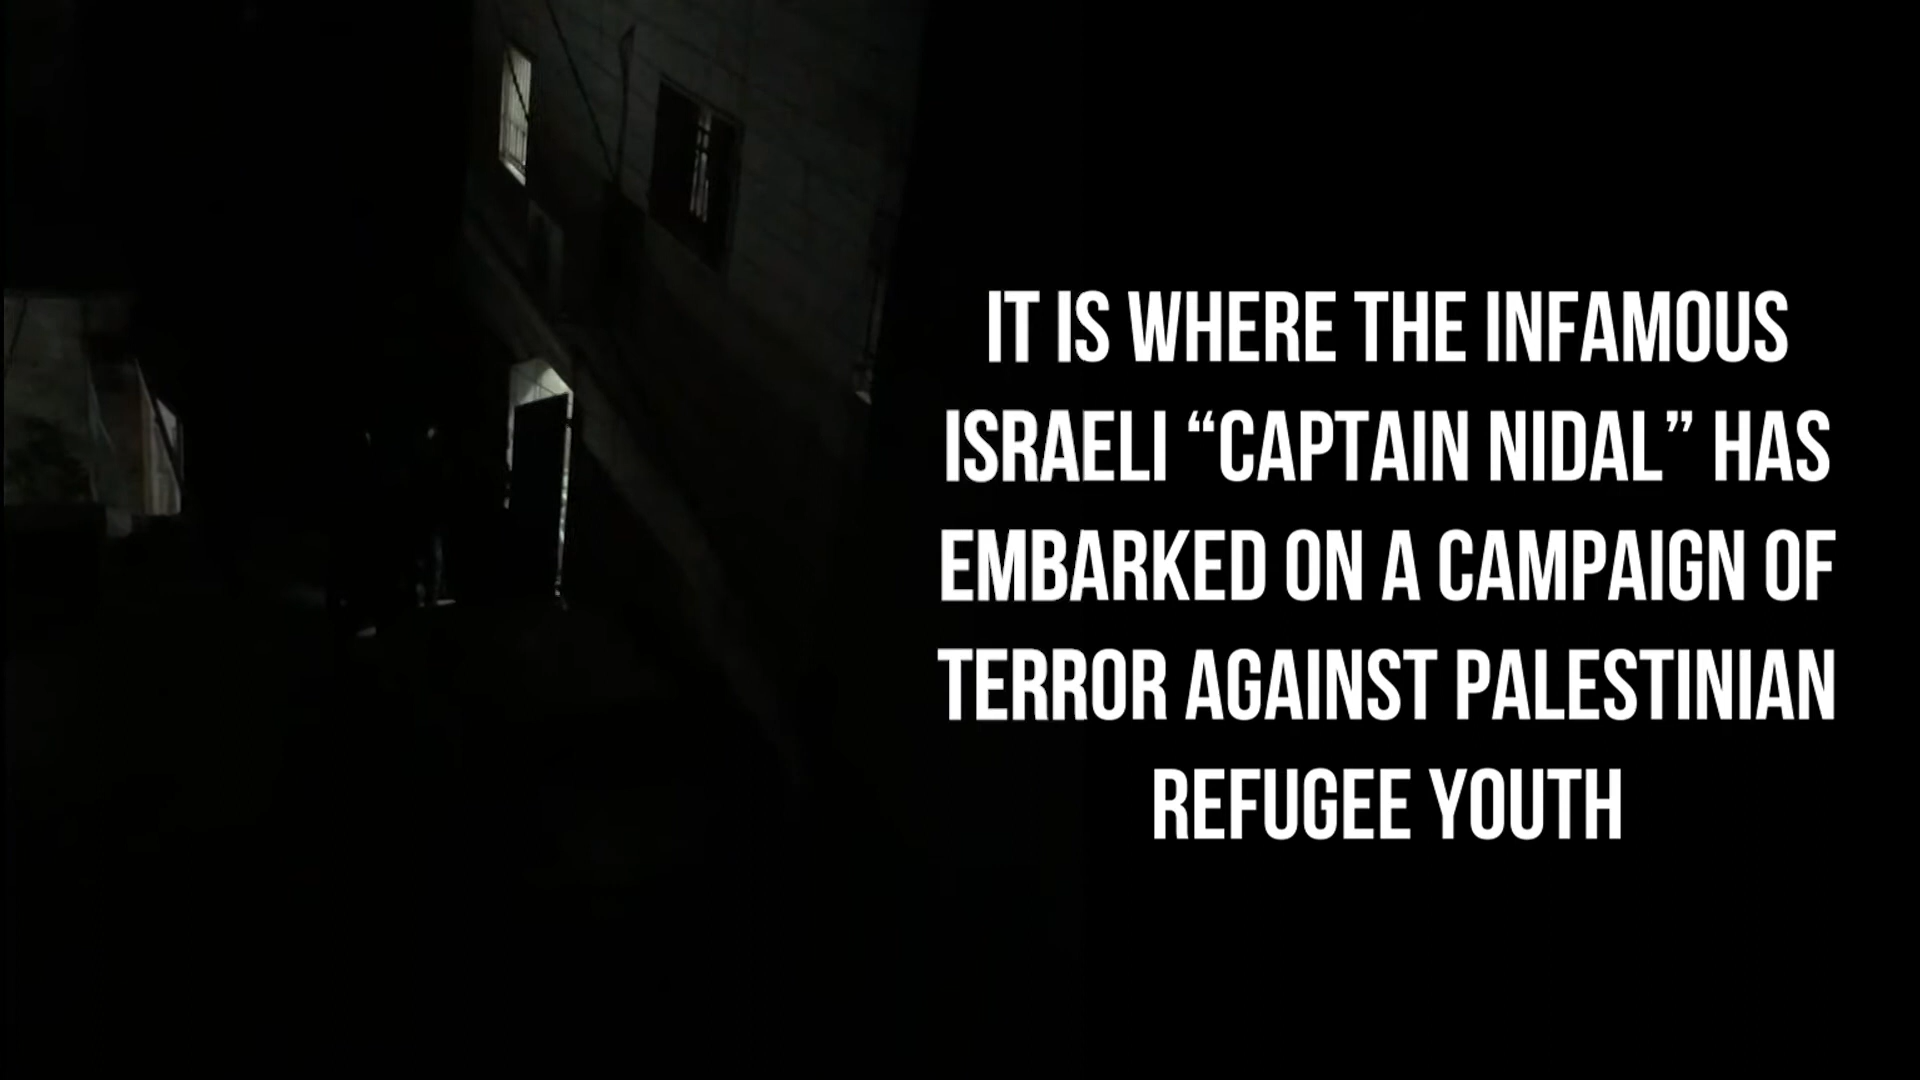 IT IS WHERE THE INFAMOUS
ISRAELI “CAPTAIN NIDAL” HAS
EMBARKED ON A CAMPAIGN OF
TERROR AGAINST PALESTINIAN
REFUGEE YOUTH